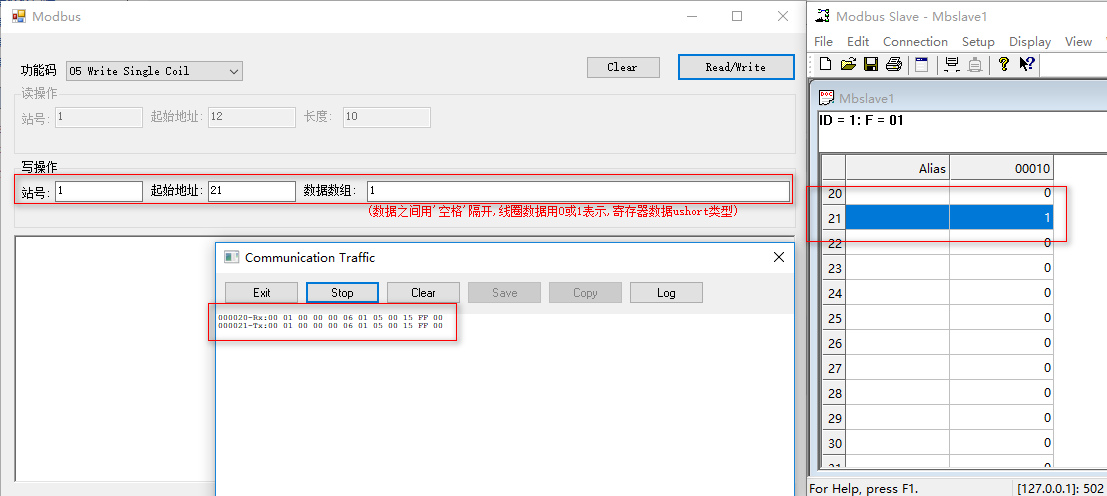 Modbus
功能码 05 Write Single Coil Clear Read/Write
读操作
站号: 1 起始地址: 12 长度: 10
写操作
站号: 1 起始地址: 21 数据数组: 1
(数据之间用'空格'隔开,线圈数据用0或1表示,寄存器数据ushort类型)
Communication Traffic
Exit Stop Clear Save Copy Log
000020-Rx:00 01 00 00 00 06 01 05 00 15 FF 00
000021-Tx:00 01 00 00 00 06 01 05 00 15 FF 00
Modbus Slave - Mbslave1
File Edit Connection Setup Display View
Mbslave1
ID = 1: F = 01
Alias 00010
20 0
21 1
22 0
23 0
24 0
25 0
26 0
27 0
28 0
29 0
30 0
31 0
For Help, press F1. [127.0.0.1]: 502